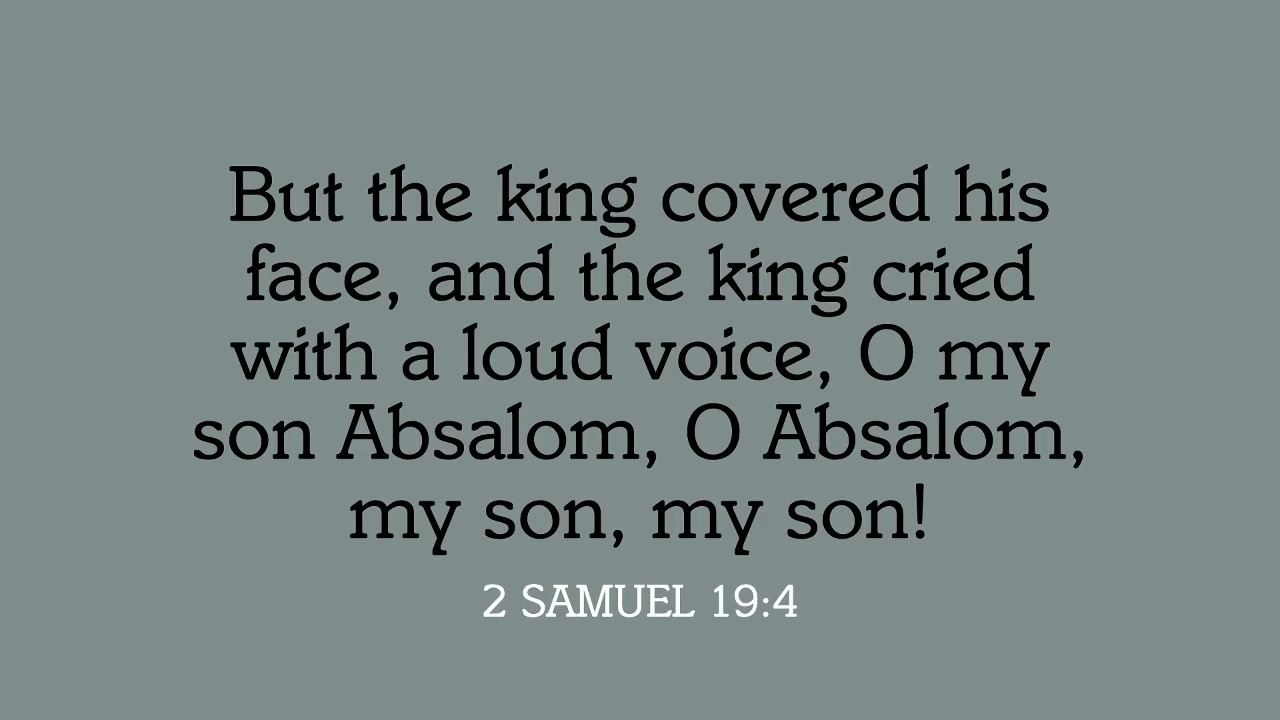 But the king covered his
face, and the king cried
with a loud voice, O my
son Absalom, O Absalom,
my son, my son!
2 SAMUEL 19:4